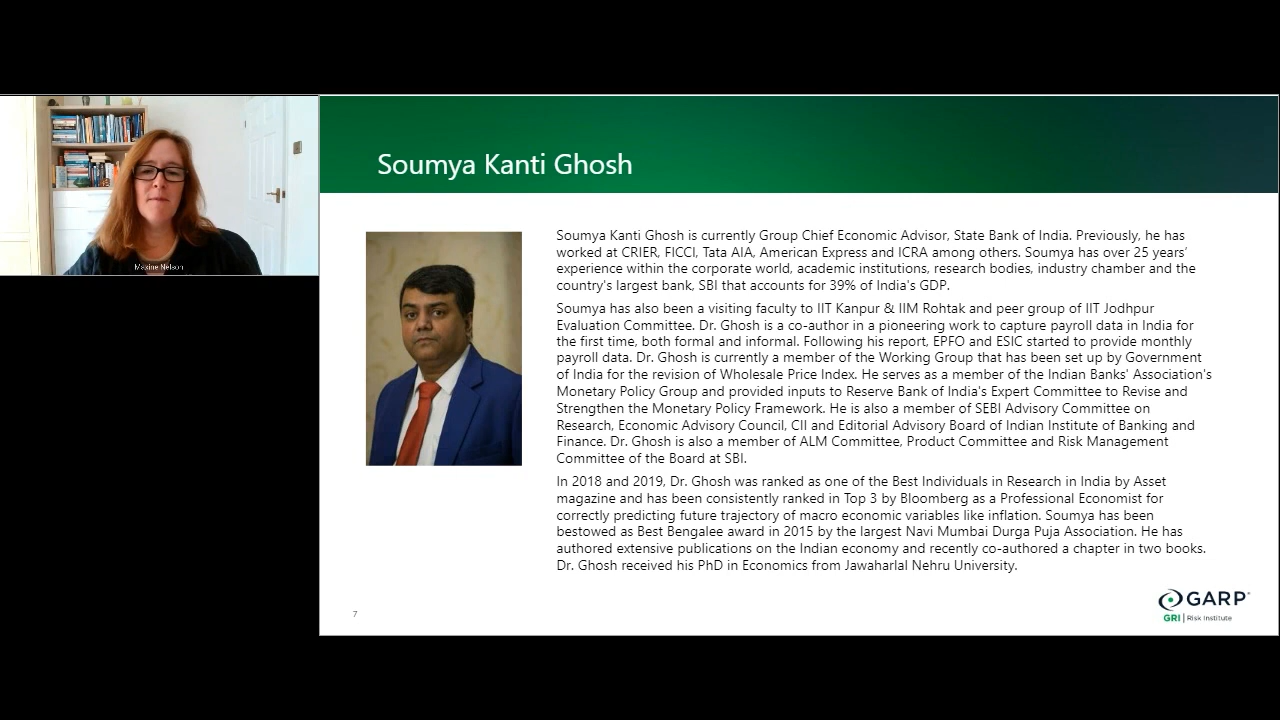 Maxine Nelson
Soumya Kanti Ghosh
Soumya Kanti Ghosh is currently Group Chief Economic Advisor, State Bank of India. Previously, he has
worked at CRIER, FICCI, Tata AIA, American Express and ICRA among others. Soumya has over 25 years'
experience within the corporate world, academic institutions, research bodies, industry chamber and the
country's largest bank, SBI that accounts for 39% of India's GDP.
Soumya has also been a visiting faculty to IIT Kanpur & IIM Rohtak and peer group of IIT Jodhpur
Evaluation Committee. Dr. Ghosh is a co-author in a pioneering work to capture payroll data in India for
the first time, both formal and informal. Following his report, EPFO and ESIC started to provide monthly
payroll data. Dr. Ghosh is currently a member of the Working Group that has been set up by Government
of India for the revision of Wholesale Price Index. He serves as a member of the Indian Banks' Association's
Monetary Policy Group and provided inputs to Reserve Bank of India's Expert Committee to Revise and
Strengthen the Monetary Policy Framework. He is also a member of SEBI Advisory Committee on
Research, Economic Advisory Council, CII and Editorial Advisory Board of Indian Institute of Banking and
Finance. Dr. Ghosh is also a member of ALM Committee, Product Committee and Risk Management
Committee of the Board at SBI.
In 2018 and 2019, Dr. Ghosh was ranked as one of the Best Individuals in Research in India by Asset
magazine and has been consistently ranked in Top 3 by Bloomberg as a Professional Economist for
correctly predicting future trajectory of macro economic variables like inflation. Soumya has been
bestowed as Best Bengalee award in 2015 by the largest Navi Mumbai Durga Puja Association. He has
authored extensive publications on the Indian economy and recently co-authored a chapter in two books.
Dr. Ghosh received his PhD in Economics from Jawaharlal Nehru University.
7
GARP
GRI | Risk Institute